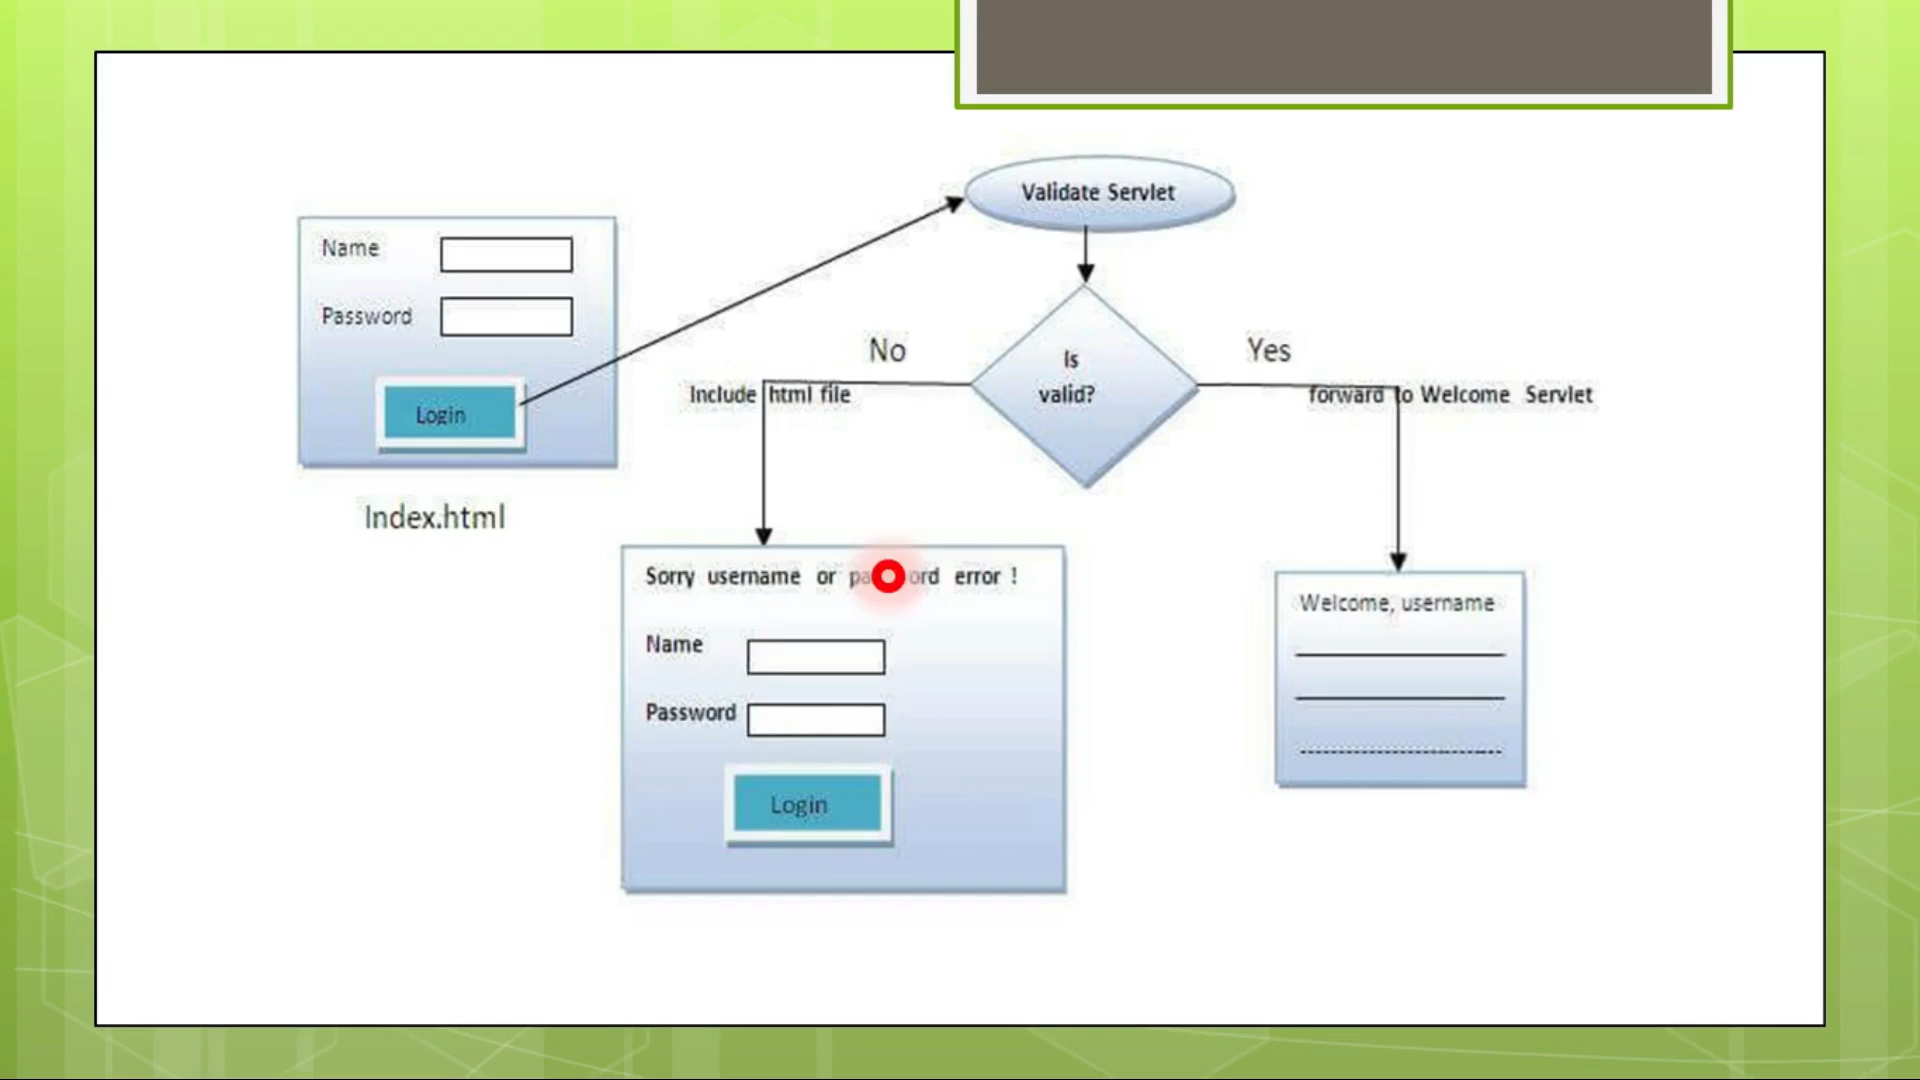 Validate Servlet
Name
Password
Login
Index.html
Is
valid?
No
Yes
Include html file
forward to Welcome Servlet
Sorry username or error !
Name
Password
Login
Welcome, username